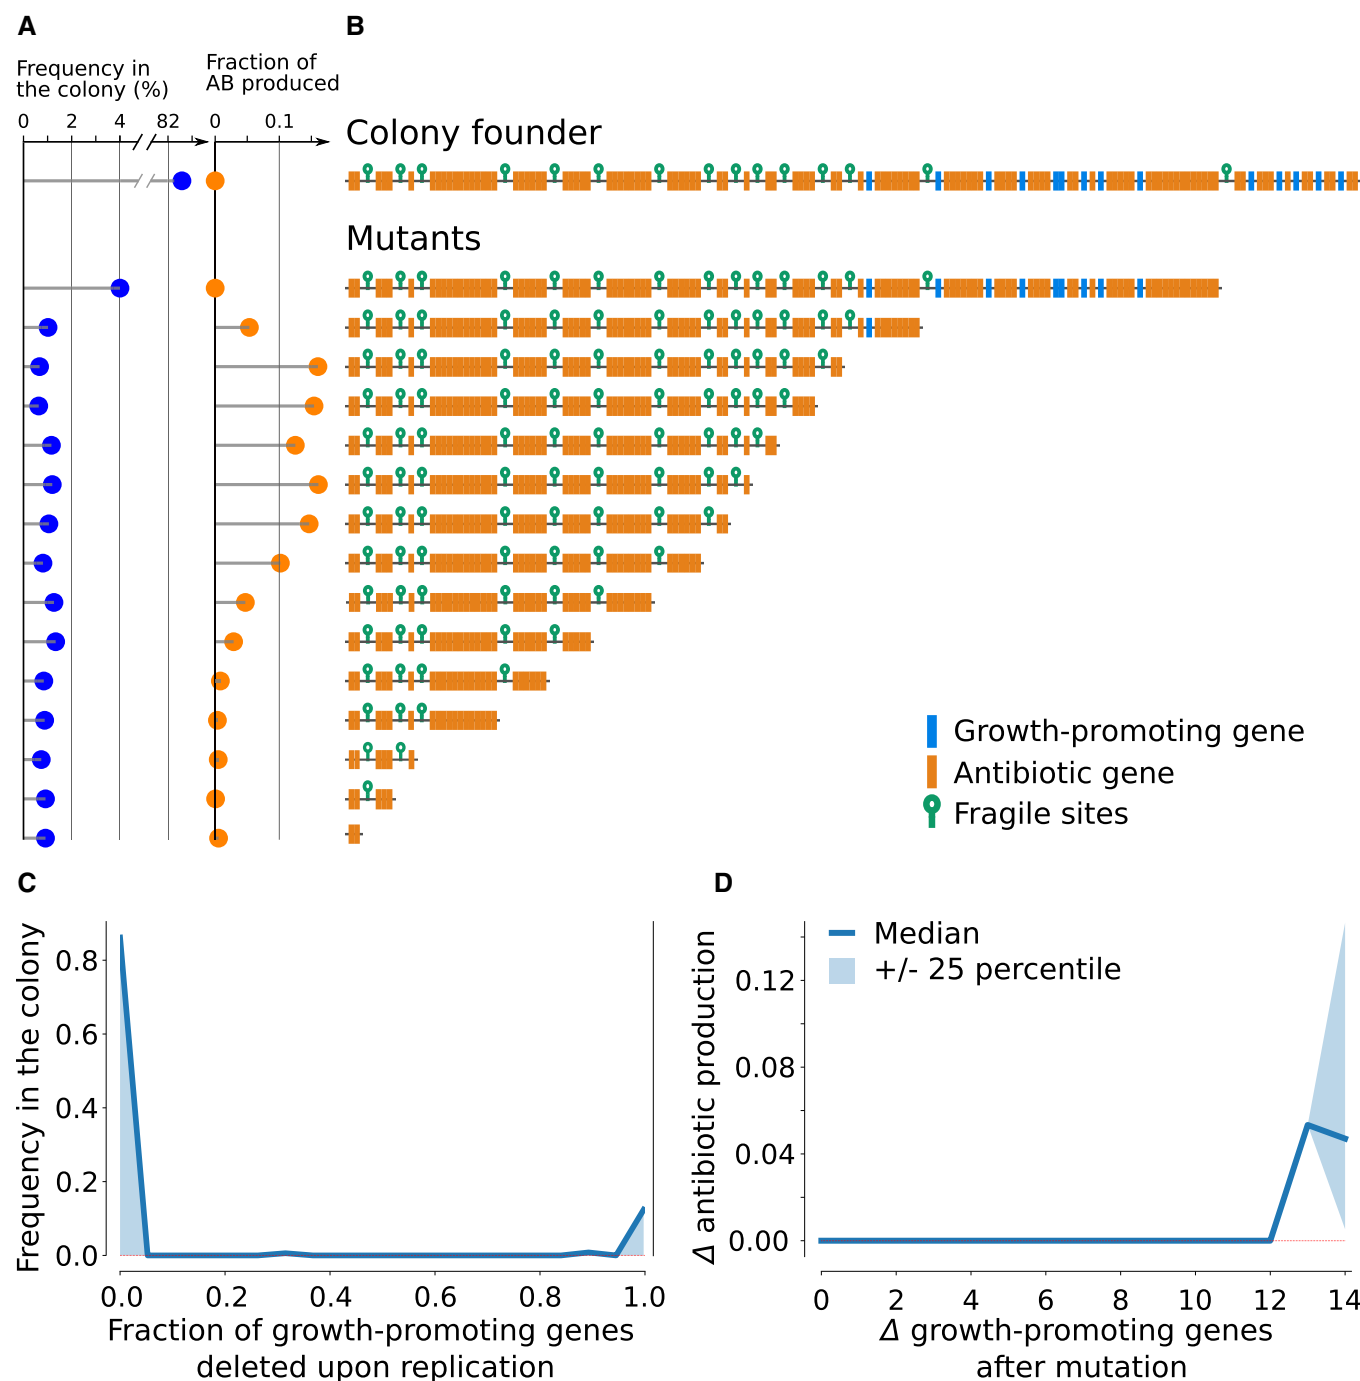 A
B
Frequency in
the colony (%)
Fraction of
AB produced
0 2 4 82 0 0.1
Colony founder
Mutants
Growth-promoting gene
Antibiotic gene
Fragile sites
C
Frequency in the colony
0.8
0.6
0.4
0.2
0.0
0.0 0.2 0.4 0.6 0.8 1.0
Fraction of growth-promoting genes
deleted upon replication
D
Δ antibiotic production
Median
+/- 25 percentile
0.12
0.08
0.04
0.00
0 2 4 6 8 10 12 14
Δ growth-promoting genes
after mutation